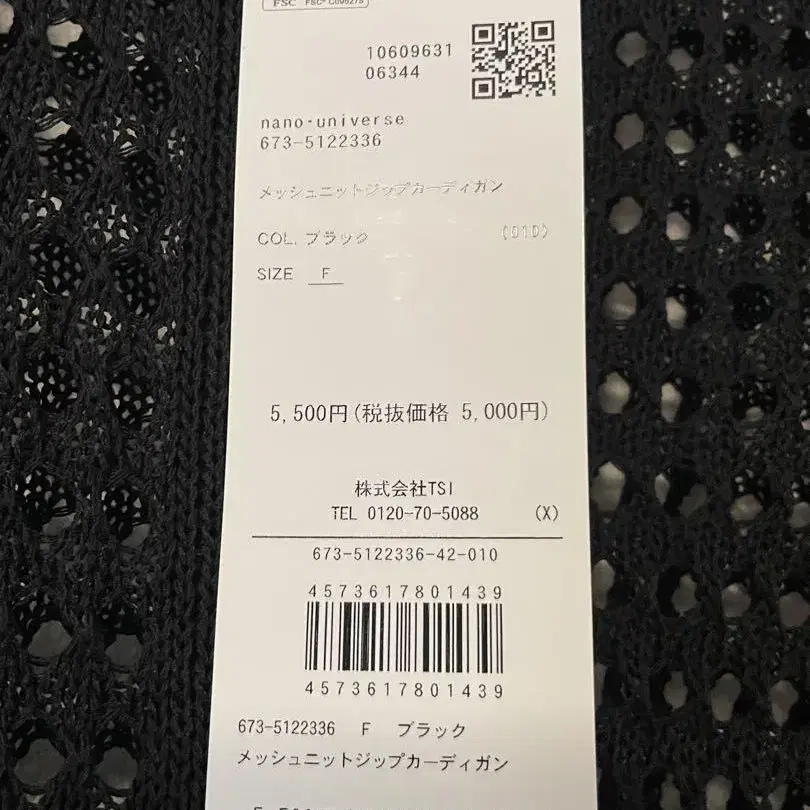 FSC
10609631
06344
nano・universe
673-5122336
メッシュニットジップカーディガン
COL. ブラック (010)
SIZE F
5,500円(税抜価格 5,000円)
株式会社TSI
TEL 0120-70-5088 (X)
673-5122336-42-010
4573617801439
4573617801439
673-5122336 F ブラック
メッシュニットジップカーディガン